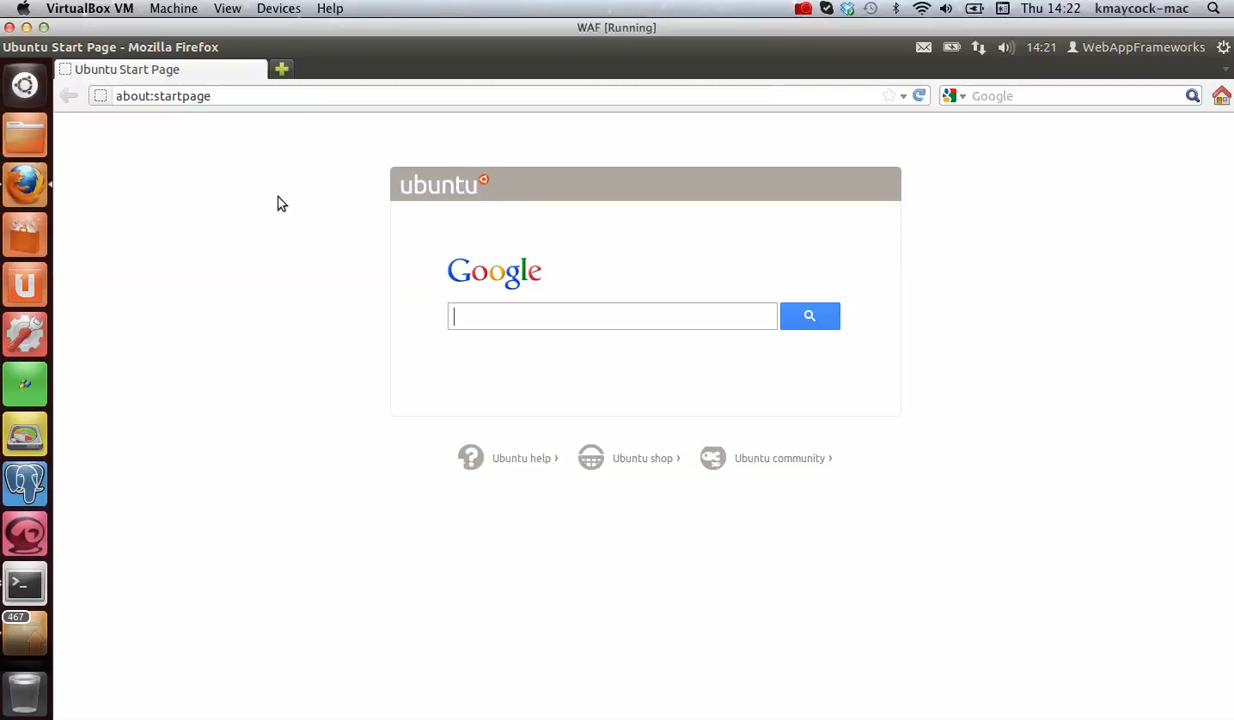 VirtualBox VM Machine View Devices Help Thu 14:22 kmaycock-mac
WAF [Running]
Ubuntu Start Page - Mozilla Firefox 14:21 WebAppFrameworks
Ubuntu Start Page
about:startpage Google
ubuntu
Google
Ubuntu help › Ubuntu shop › Ubuntu community ›
467